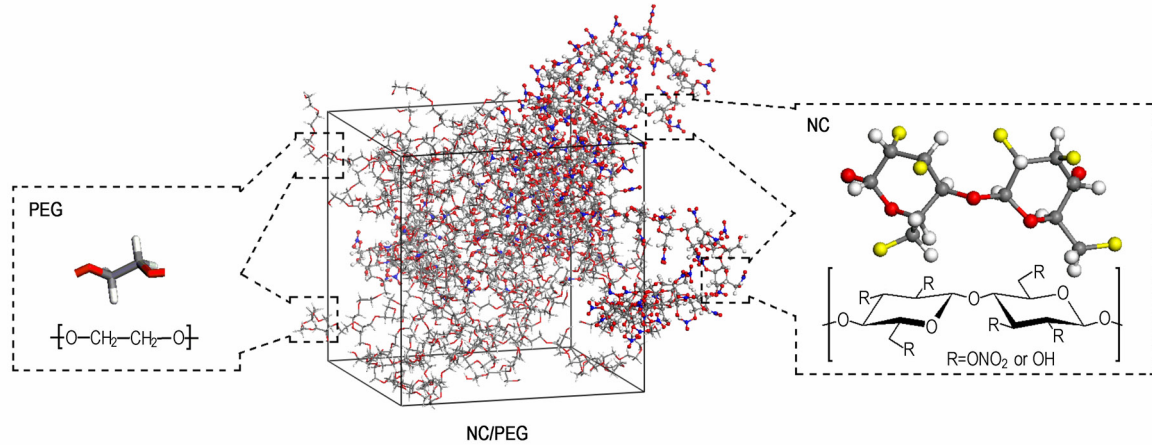 PEG
[O—CH₂—CH₂—O]
NC/PEG
NC
R
R
R
O
O
O
O
O
R
R
R
R=ONO₂ or OH